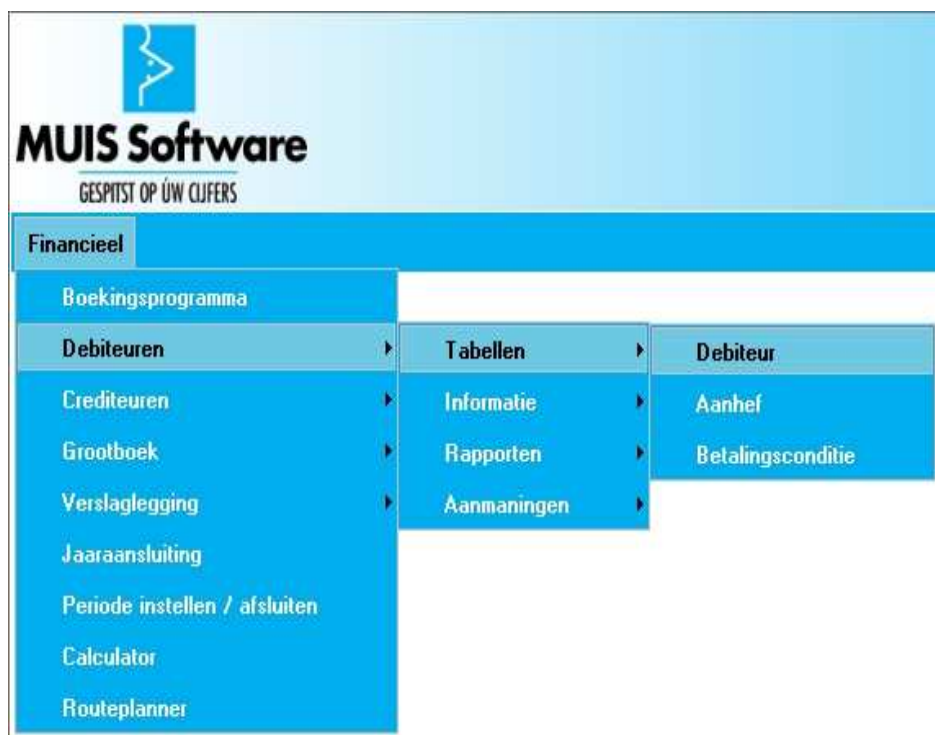 MUIS Software
GESPITST OP ÚW CIJFERS
Financieel
Boekingsprogramma
Debiteuren
Crediteuren
Grootboek
Verslaglegging
Jaaraansluiting
Periode instellen / afsluiten
Calculator
Routeplanner
Tabellen
Informatie
Rapporten
Aanmaningen
Debiteur
Aanhef
Betalingsconditie